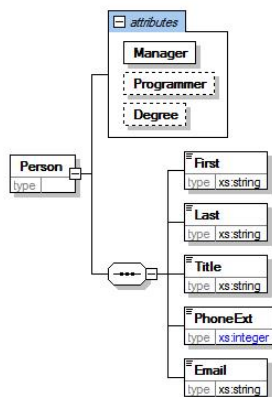 attributes
Manager
Programmer
Degree
Person
type
First
type xs:string
Last
type xs:string
Title
type xs:string
PhoneExt
type xs:integer
Email
type xs:string